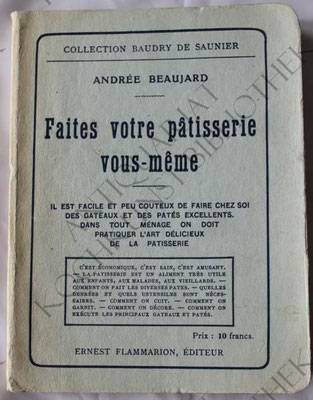 COLLECTION BAUDRY DE SAUNIER
ANDRÉE BEAUJARD
Faites votre pâtisserie
vous-même
IL EST FACILE ET PEU COUTEUX DE FAIRE CHEZ SOI
DES GATEAUX ET DES PATÉS EXCELLENTS.
DANS TOUT MÉNAGE ON DOIT
PRATIQUER L'ART DÉLICIEUX
DE LA PATISSERIE
C'EST ÉCONOMIQUE, C'EST SAIN, C'EST AMUSANT.
— LA PATISSERIE EST UN ALIMENT TRÈS UTILE
AUX ENFANTS, AUX MALADES, AUX VIEILLARDS. —
COMMENT ON FAIT LES DIVERSES PATES. — QUELLES
DENRÉES ET QUELS USTENSILES SONT NÉCES-
SAIRES. — COMMENT ON CUIT. — COMMENT ON
GARNIT. — COMMENT ON DÉCORE. — COMMENT ON
EXÉCUTE LES PRINCIPAUX GATEAUX ET PATÉS.
Prix : 10 francs.
ERNEST FLAMMARION, ÉDITEUR
ANTIQUARIAT
KOCHKUNSTBIBLIOTHEK